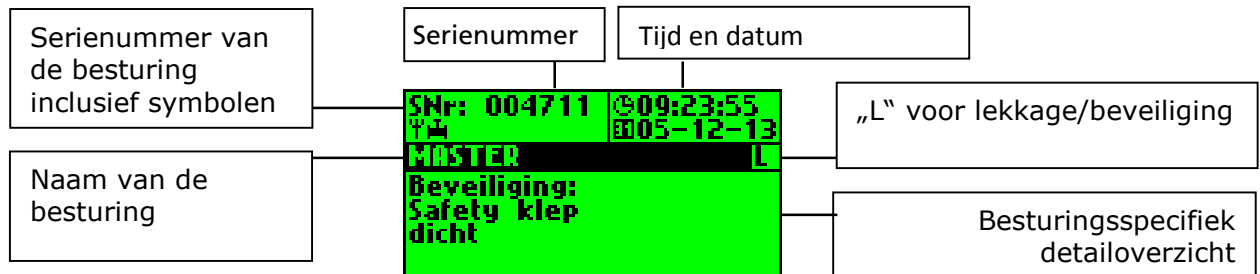 Serienummer van
de besturing
inclusief symbolen
Serienummer
Tijd en datum
SNr: 004711
09:23:55
05-12-13
MASTER
L
Beveiliging:
Safety klep
dicht
„L“ voor lekkage/beveiliging
Naam van de
besturing
Besturingsspecifiek
detailoverzicht